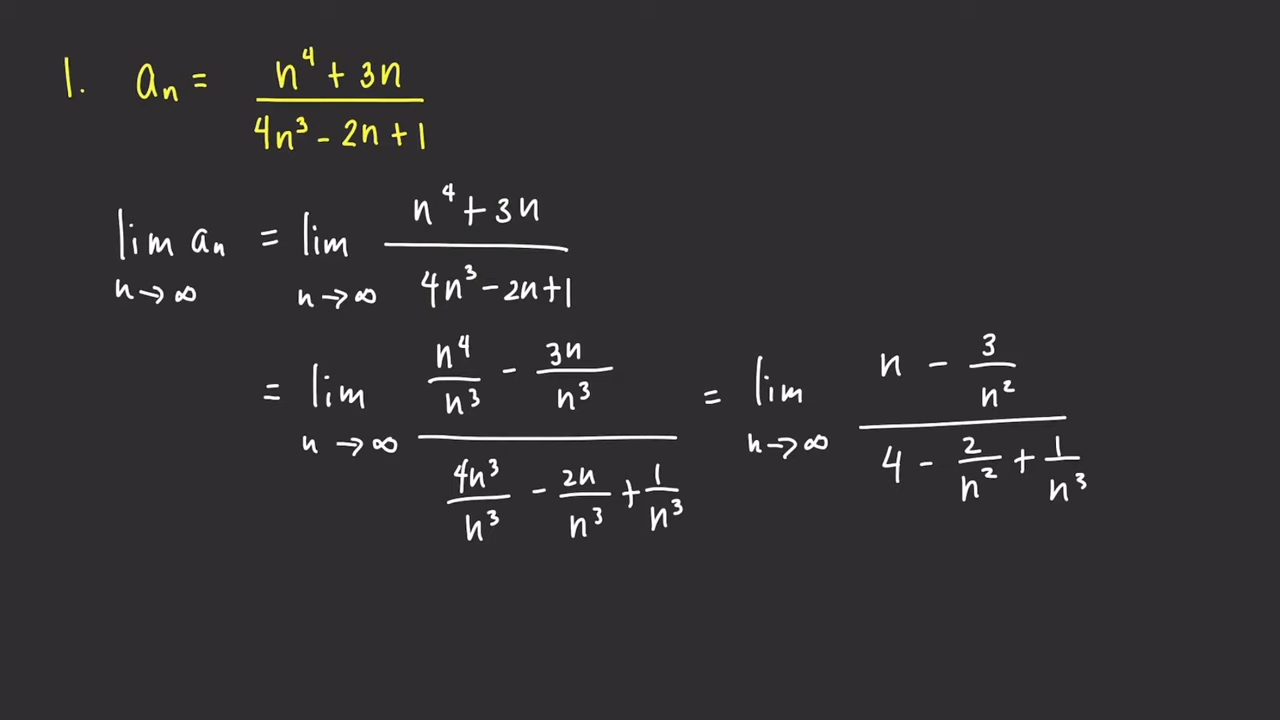 1. aₙ = (n⁴ + 3n)/(4n³ - 2n + 1)
lim n→∞ aₙ = lim n→∞ (n⁴ + 3n)/(4n³ - 2n + 1)
= lim n→∞ (n⁴/n³ - 3n/n³)/(4n³/n³ - 2n/n³ + 1/n³) = lim n→∞ (n - 3/n²)/(4 - 2/n² + 1/n³)